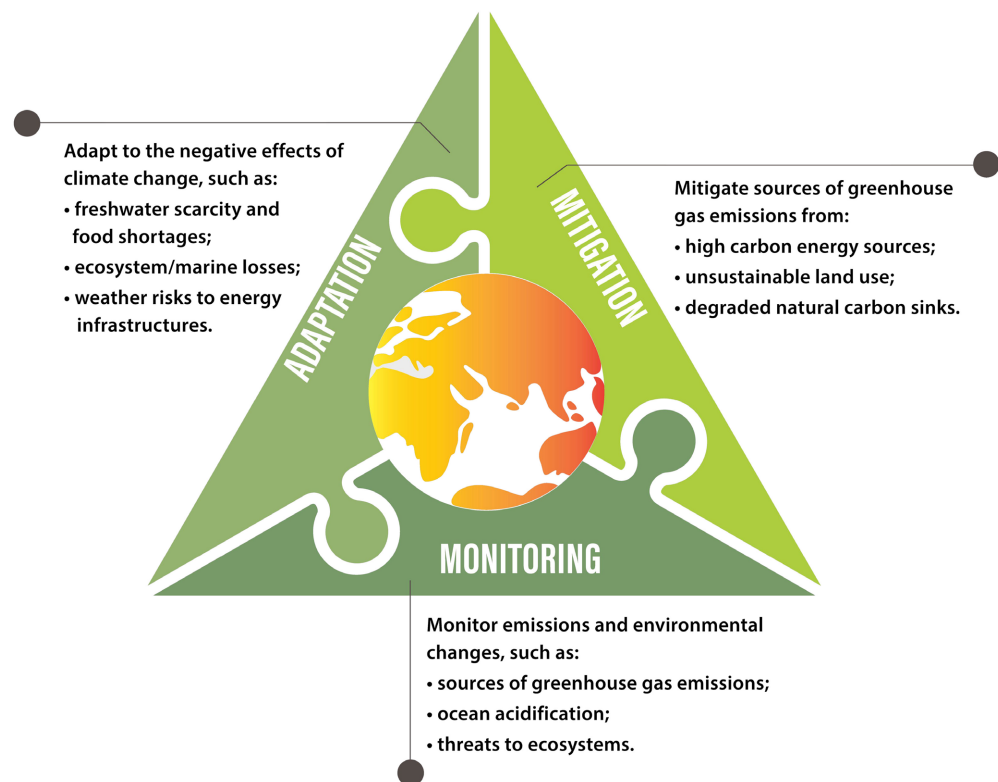 Adapt to the negative effects of
climate change, such as:
• freshwater scarcity and
food shortages;
• ecosystem/marine losses;
• weather risks to energy
infrastructures.
ADAPTATION
MITIGATION
Mitigate sources of greenhouse
gas emissions from:
• high carbon energy sources;
• unsustainable land use;
• degraded natural carbon sinks.
MONITORING
Monitor emissions and environmental
changes, such as:
• sources of greenhouse gas emissions;
• ocean acidification;
• threats to ecosystems.